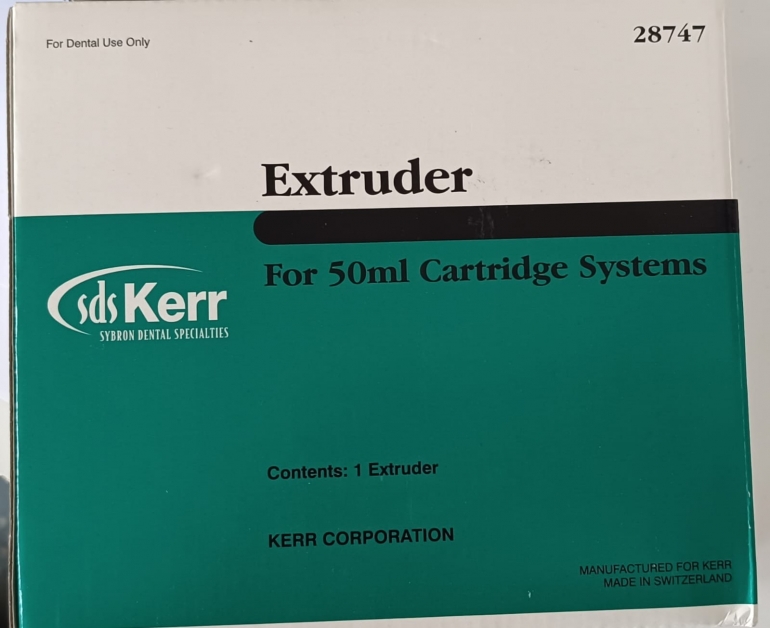 For Dental Use Only
28747
Extruder
For 50ml Cartridge Systems
sds Kerr
SYBRON DENTAL SPECIALTIES
Contents: 1 Extruder
KERR CORPORATION
MANUFACTURED FOR KERR
MADE IN SWITZERLAND